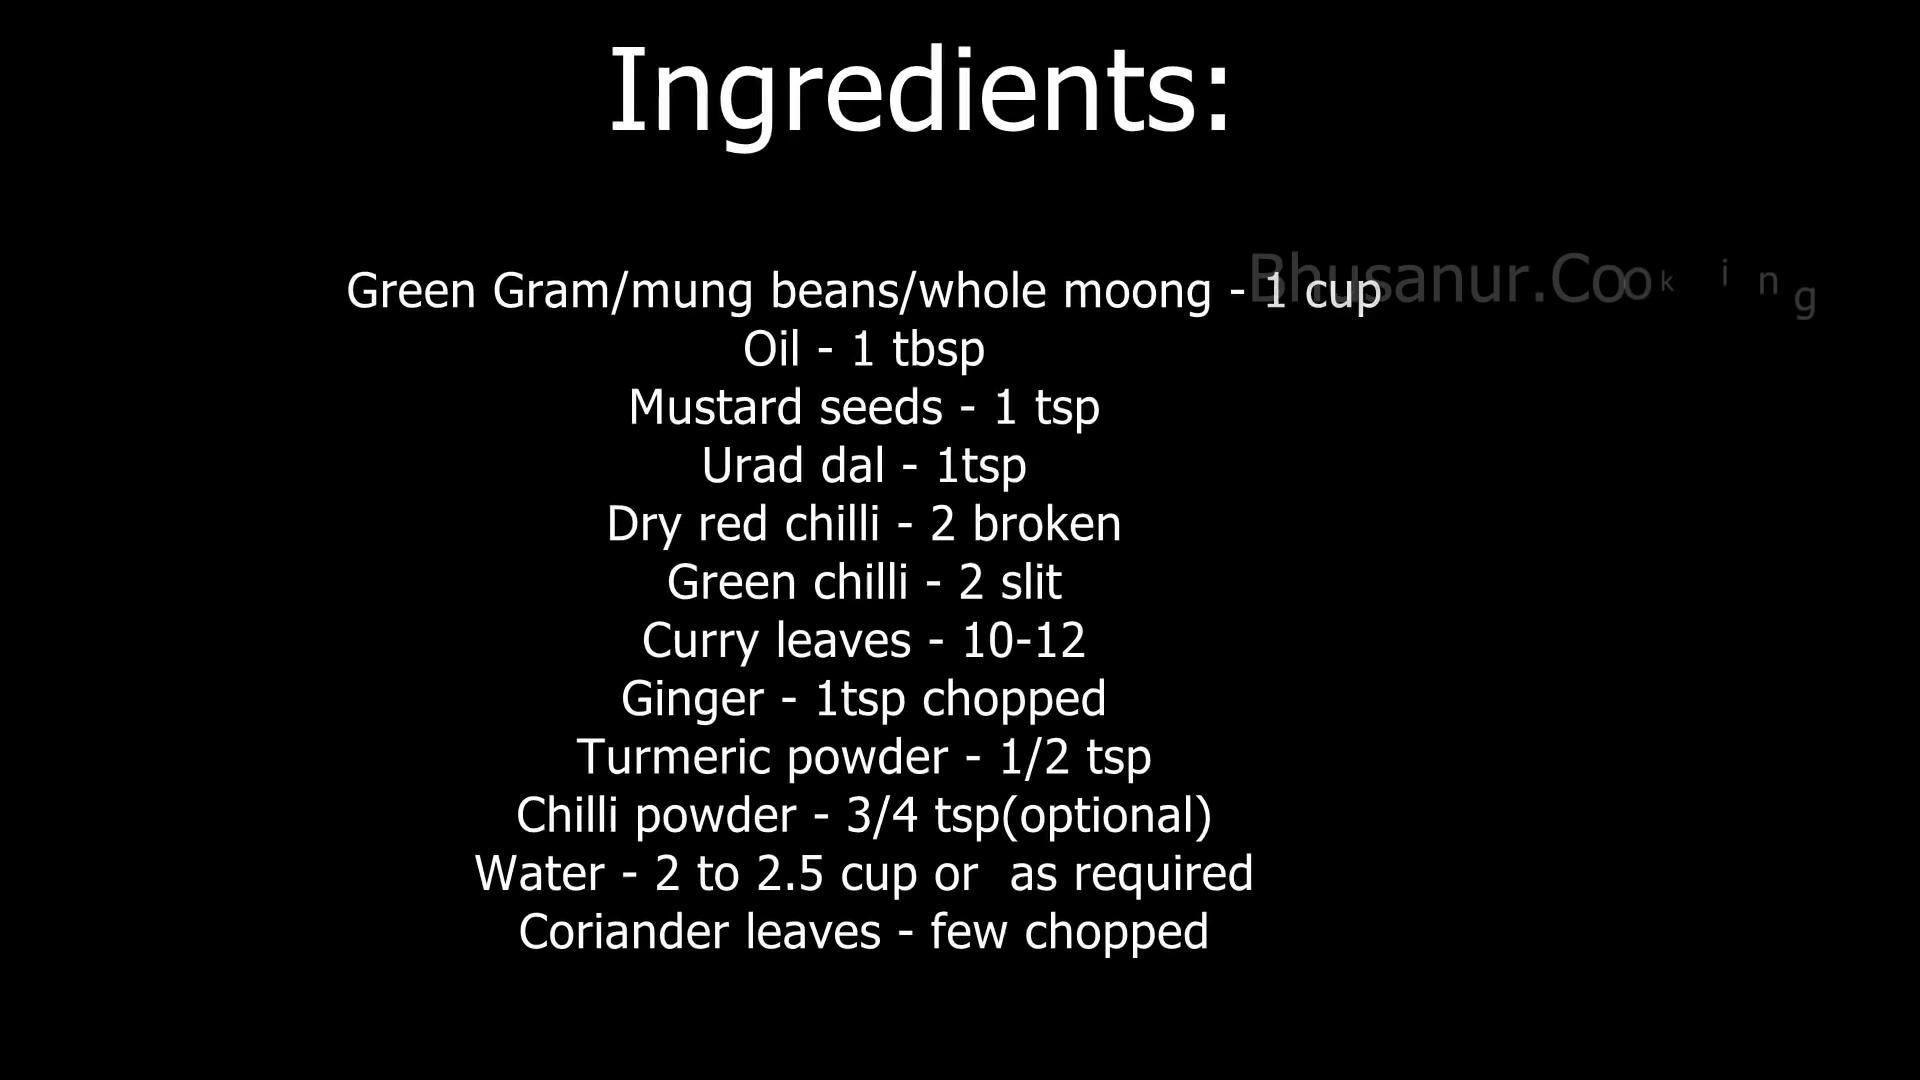 Ingredients:
Green Gram/mung beans/whole moong - 1 cup
Bhusanur.Cooking
Oil - 1 tbsp
Mustard seeds - 1 tsp
Urad dal - 1tsp
Dry red chilli - 2 broken
Green chilli - 2 slit
Curry leaves - 10-12
Ginger - 1tsp chopped
Turmeric powder - 1/2 tsp
Chilli powder - 3/4 tsp(optional)
Water - 2 to 2.5 cup or  as required
Coriander leaves - few chopped